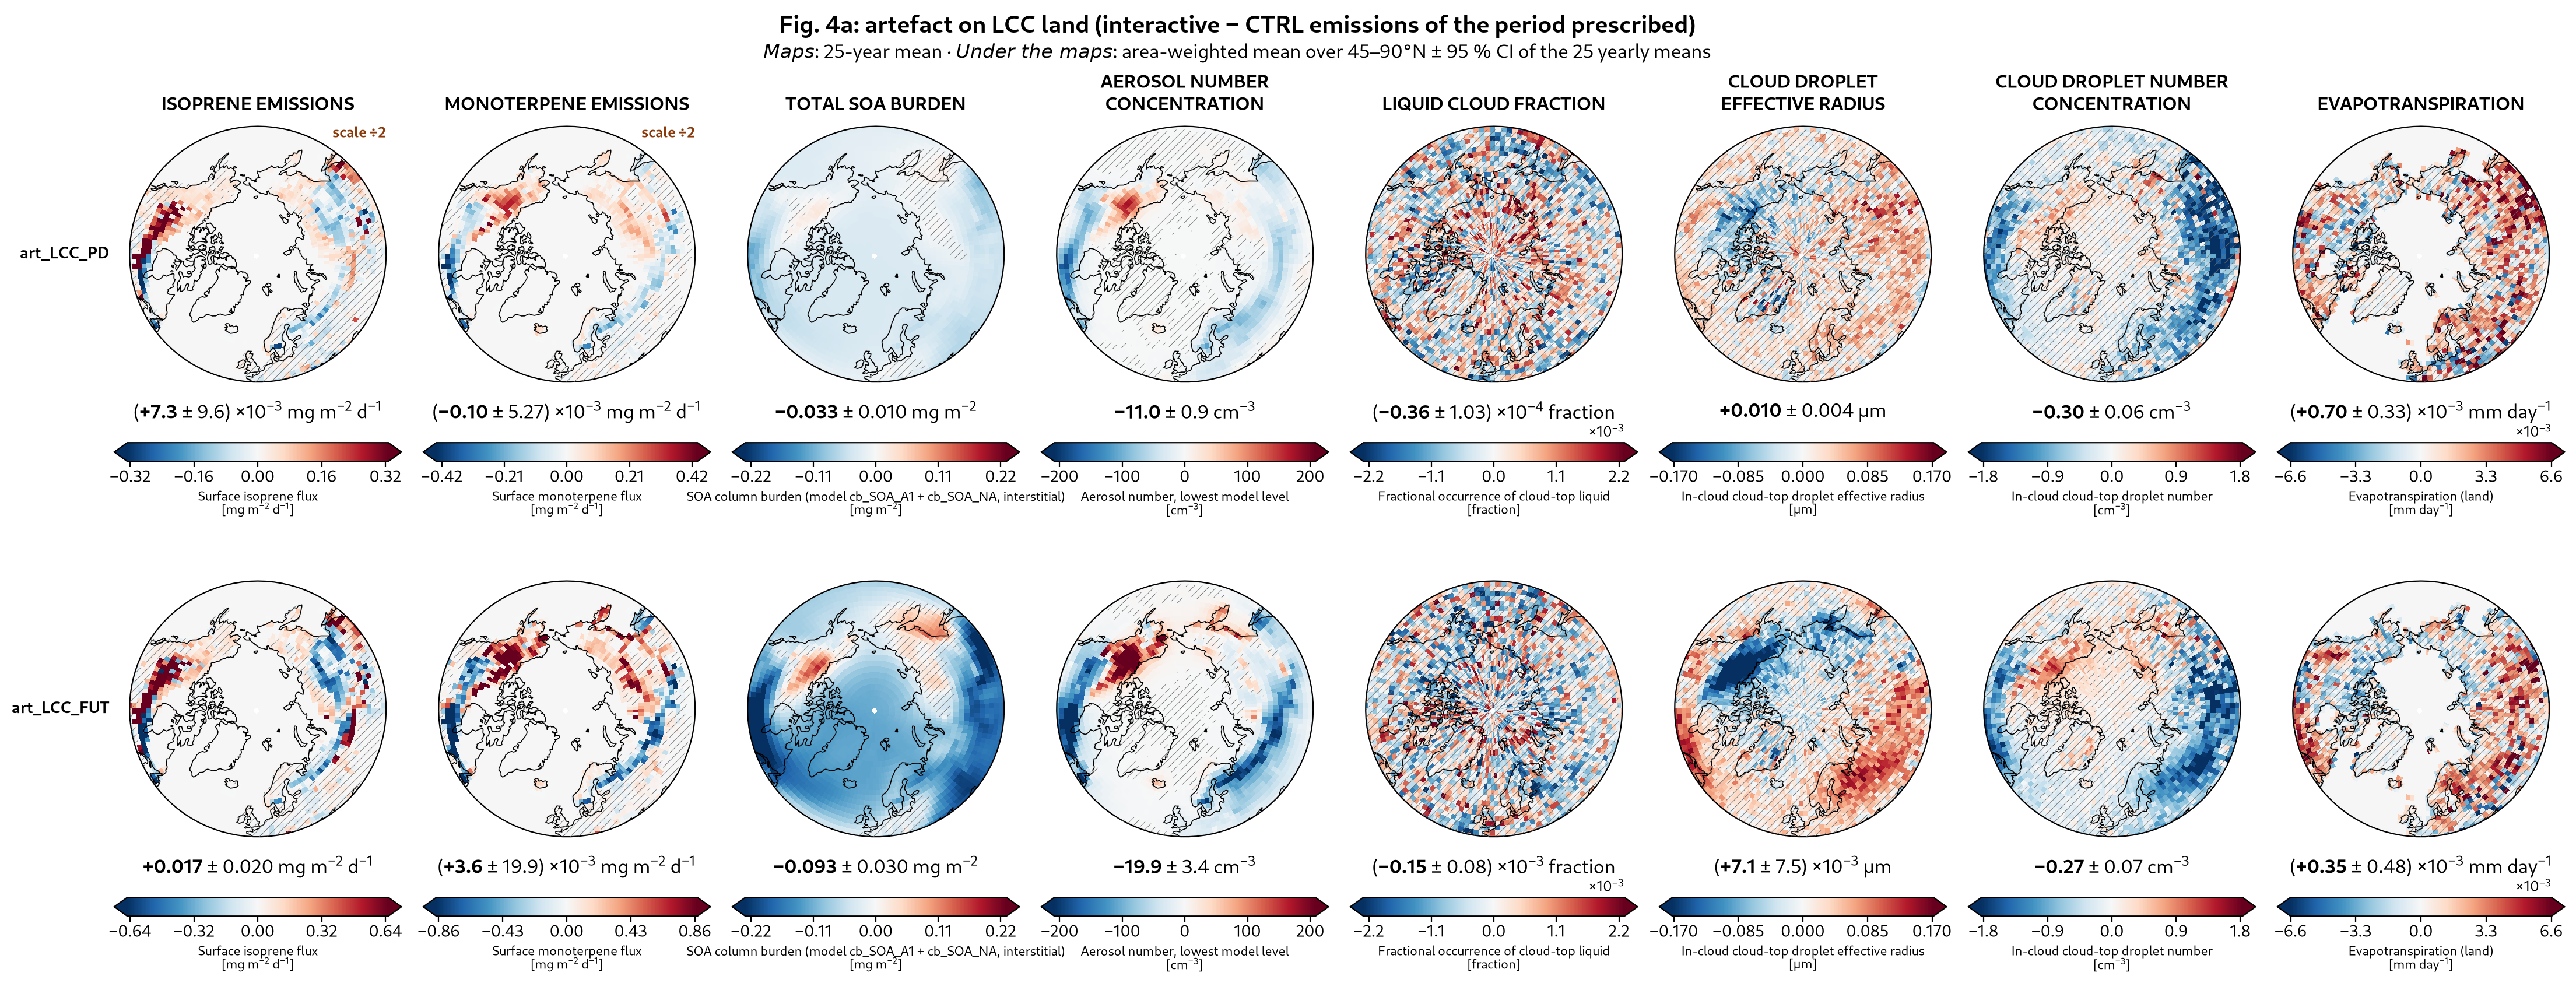 Fig. 4a: artefact on LCC land (interactive − CTRL emissions of the period prescribed)
Maps: 25-year mean · Under the maps: area-weighted mean over 45–90°N ± 95 % CI of the 25 yearly means
ISOPRENE EMISSIONS
MONOTERPENE EMISSIONS
TOTAL SOA BURDEN
AEROSOL NUMBER
CONCENTRATION
LIQUID CLOUD FRACTION
CLOUD DROPLET
EFFECTIVE RADIUS
CLOUD DROPLET NUMBER
CONCENTRATION
EVAPOTRANSPIRATION
scale ÷2
scale ÷2
art_LCC_PD
(+7.3 ± 9.6) ×10⁻³ mg m⁻² d⁻¹
(−0.10 ± 5.27) ×10⁻³ mg m⁻² d⁻¹
−0.033 ± 0.010 mg m⁻²
−11.0 ± 0.9 cm⁻³
(−0.36 ± 1.03) ×10⁻⁴ fraction
+0.010 ± 0.004 µm
−0.30 ± 0.06 cm⁻³
(+0.70 ± 0.33) ×10⁻³ mm day⁻¹
×10⁻³
×10⁻³
−0.32 −0.16 0.00 0.16 0.32
−0.42 −0.21 0.00 0.21 0.42
−0.22 −0.11 0.00 0.11 0.22
−200 −100 0 100 200
−2.2 −1.1 0.0 1.1 2.2
−0.170 −0.085 0.000 0.085 0.170
−1.8 −0.9 0.0 0.9 1.8
−6.6 −3.3 0.0 3.3 6.6
Surface isoprene flux
[mg m⁻² d⁻¹]
Surface monoterpene flux
[mg m⁻² d⁻¹]
SOA column burden (model cb_SOA_A1 + cb_SOA_NA, interstitial)
[mg m⁻²]
Aerosol number, lowest model level
[cm⁻³]
Fractional occurrence of cloud-top liquid
[fraction]
In-cloud cloud-top droplet effective radius
[µm]
In-cloud cloud-top droplet number
[cm⁻³]
Evapotranspiration (land)
[mm day⁻¹]
art_LCC_FUT
+0.017 ± 0.020 mg m⁻² d⁻¹
(+3.6 ± 19.9) ×10⁻³ mg m⁻² d⁻¹
−0.093 ± 0.030 mg m⁻²
−19.9 ± 3.4 cm⁻³
(−0.15 ± 0.08) ×10⁻³ fraction
(+7.1 ± 7.5) ×10⁻³ µm
−0.27 ± 0.07 cm⁻³
(+0.35 ± 0.48) ×10⁻³ mm day⁻¹
×10⁻³
×10⁻³
−0.64 −0.32 0.00 0.32 0.64
−0.86 −0.43 0.00 0.43 0.86
−0.22 −0.11 0.00 0.11 0.22
−200 −100 0 100 200
−2.2 −1.1 0.0 1.1 2.2
−0.170 −0.085 0.000 0.085 0.170
−1.8 −0.9 0.0 0.9 1.8
−6.6 −3.3 0.0 3.3 6.6
Surface isoprene flux
[mg m⁻² d⁻¹]
Surface monoterpene flux
[mg m⁻² d⁻¹]
SOA column burden (model cb_SOA_A1 + cb_SOA_NA, interstitial)
[mg m⁻²]
Aerosol number, lowest model level
[cm⁻³]
Fractional occurrence of cloud-top liquid
[fraction]
In-cloud cloud-top droplet effective radius
[µm]
In-cloud cloud-top droplet number
[cm⁻³]
Evapotranspiration (land)
[mm day⁻¹]